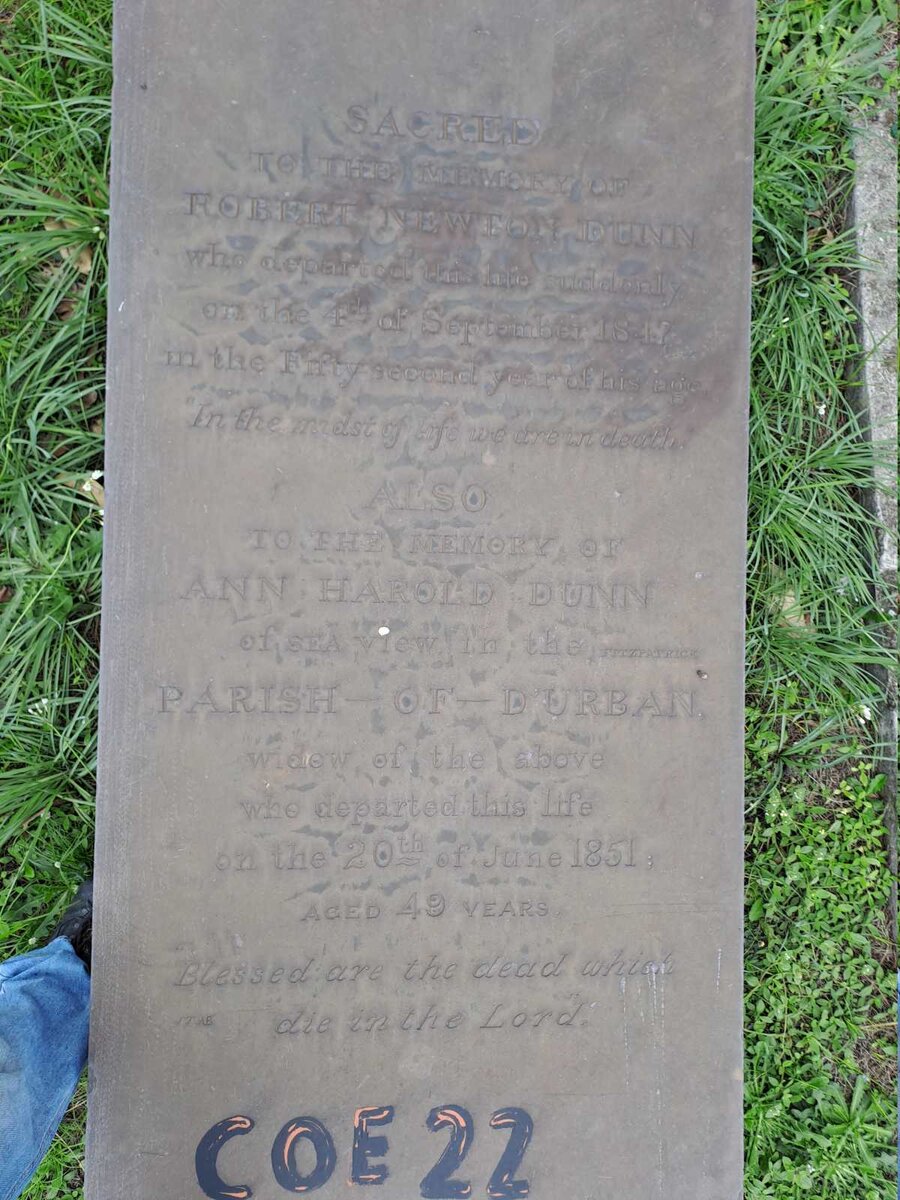 SACRED
TO THE MEMORY OF
ROBERT NEWTON DUNN
who departed this life suddenly
on the 4th of September 1847
in the Fifty second year of his age
"In the midst of life we are in death."
ALSO
TO THE MEMORY OF
ANN HAROLD DUNN
of SEA view in the
FITZPATRICK
PARISH-OF-D'URBAN.
widow of the above
who departed this life
on the 20th of June 1851,
AGED 49 YEARS.
"Blessed are the dead which
die in the Lord."
COE 22